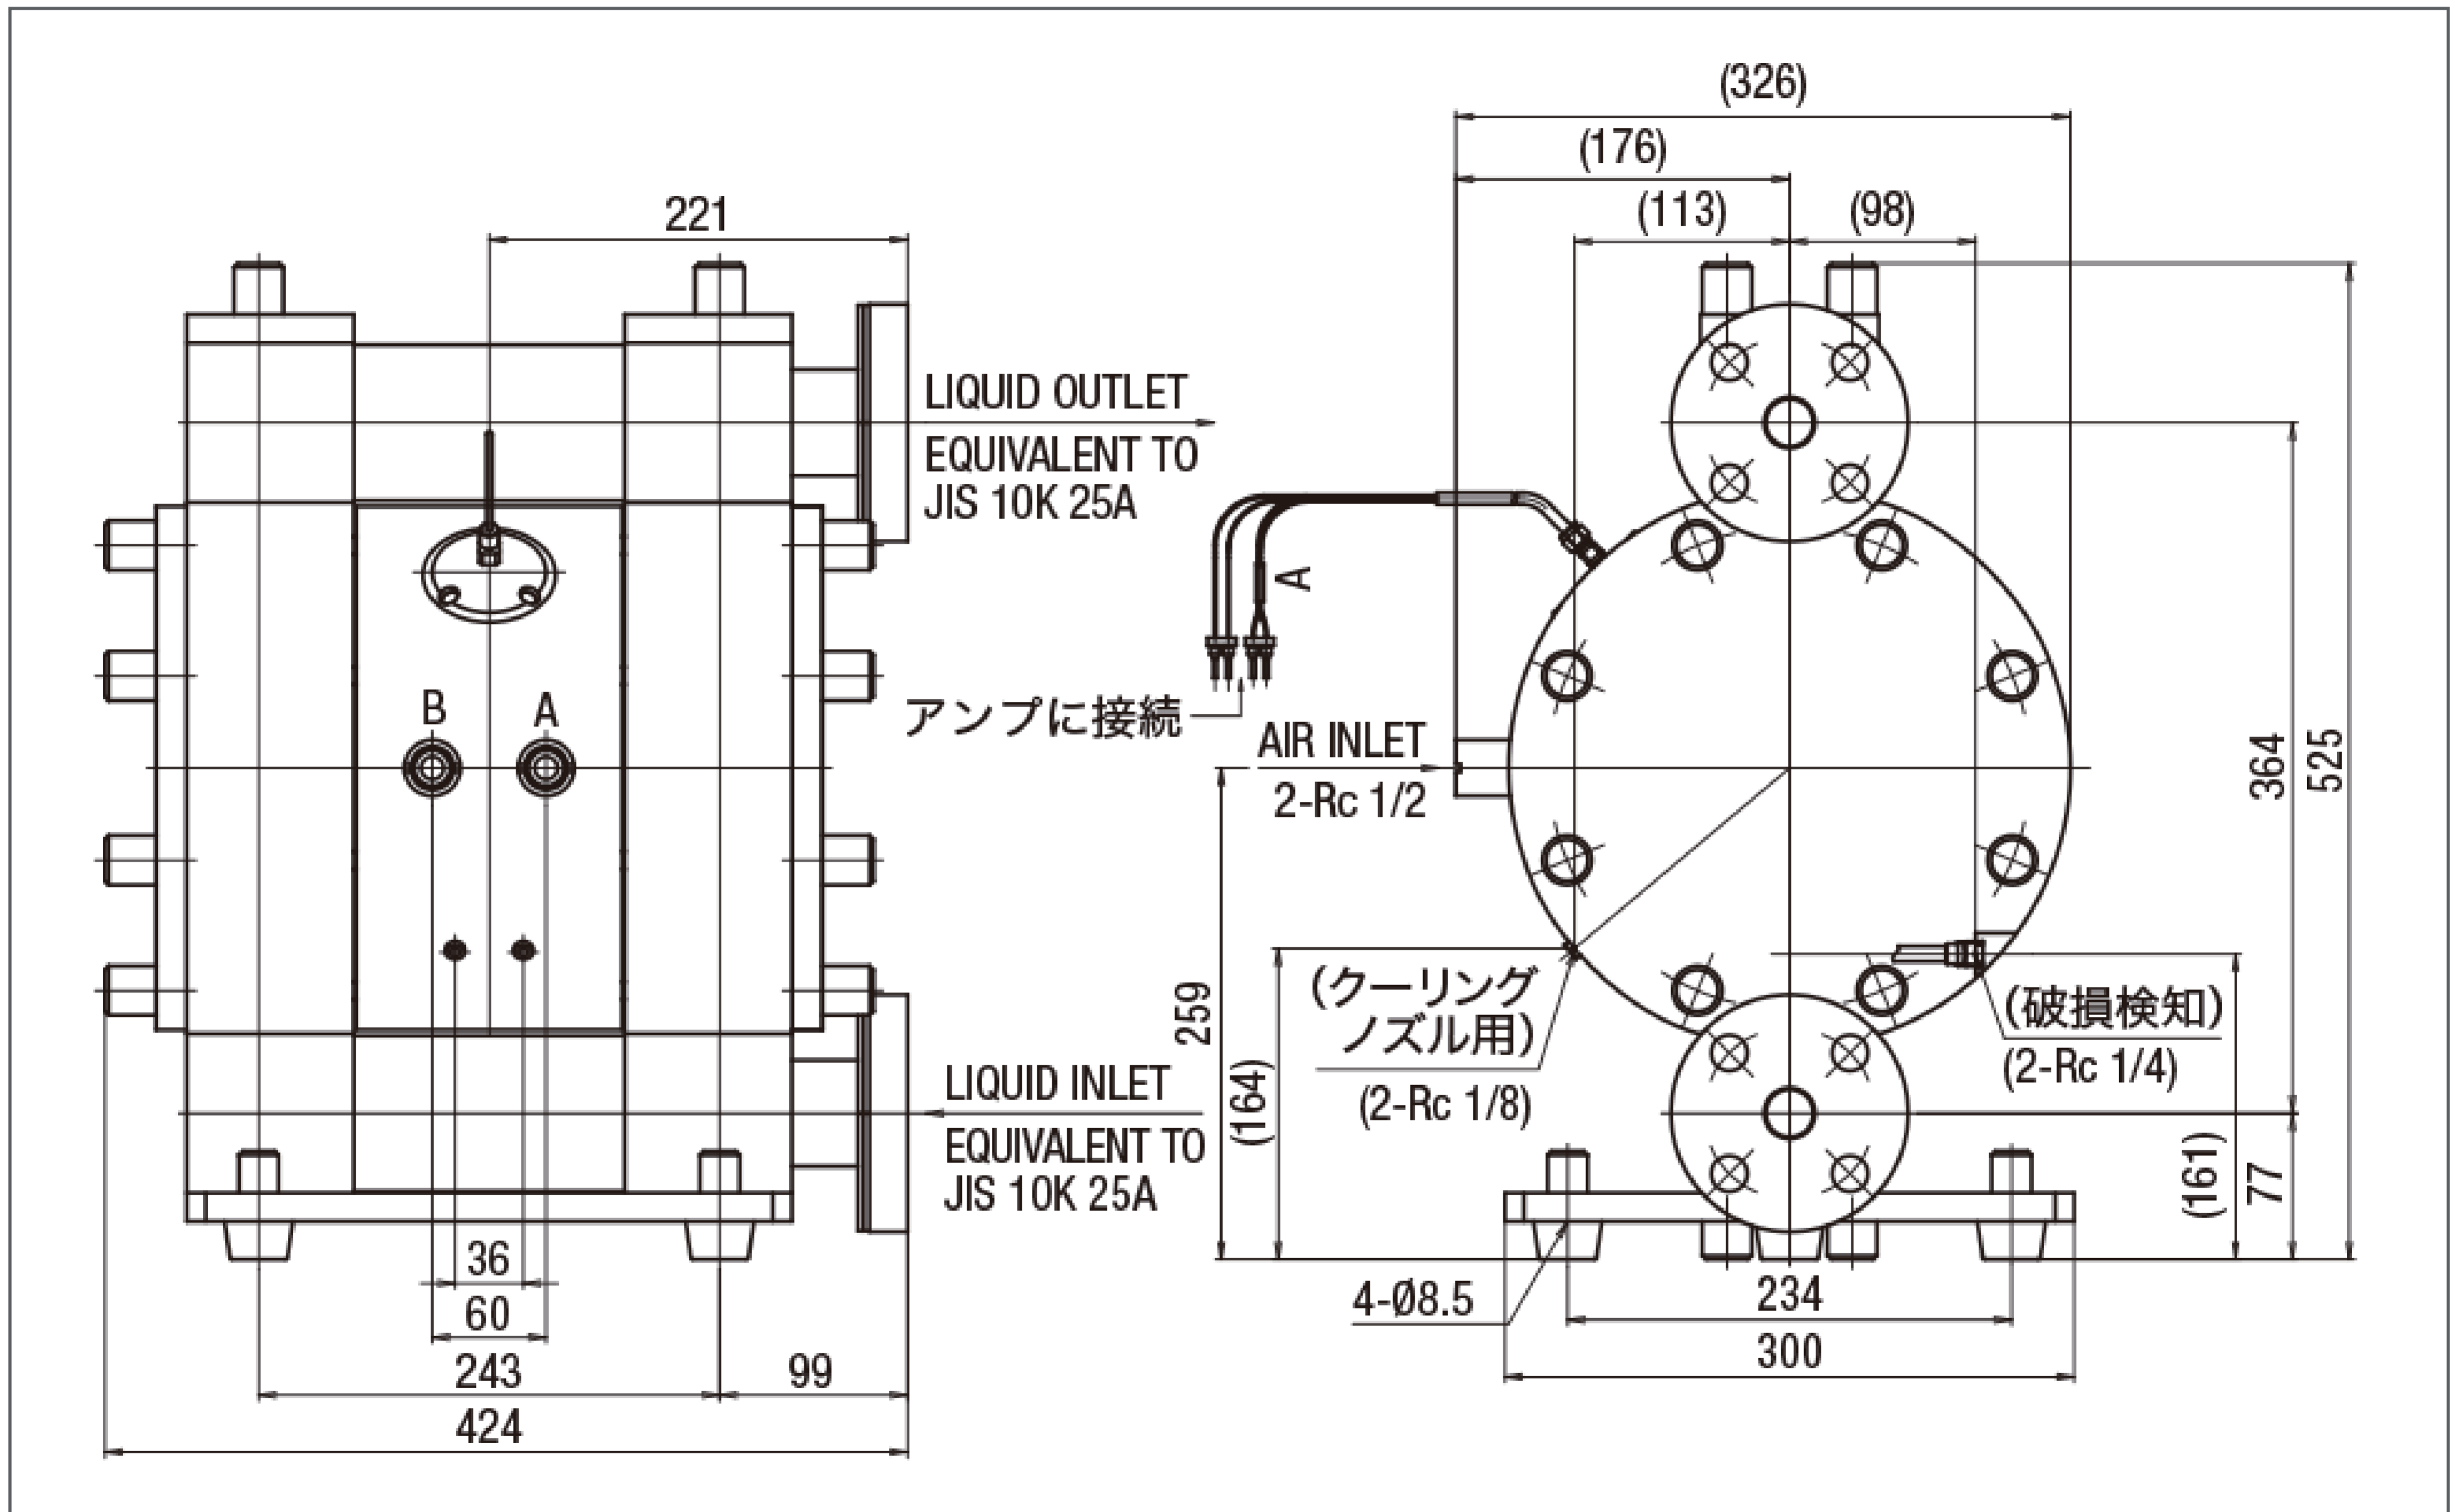 221
LIQUID OUTLET
EQUIVALENT TO
JIS 10K 25A
B
A
LIQUID INLET
EQUIVALENT TO
JIS 10K 25A
36
60
243
99
424
(326)
(176)
(113)
(98)
A
アンプに接続
AIR INLET
2-Rc 1/2
259
(164)
(クーリング
ノズル用)
(2-Rc 1/8)
(破損検知)
(2-Rc 1/4)
364
525
(161)
77
4-Ø8.5
234
300